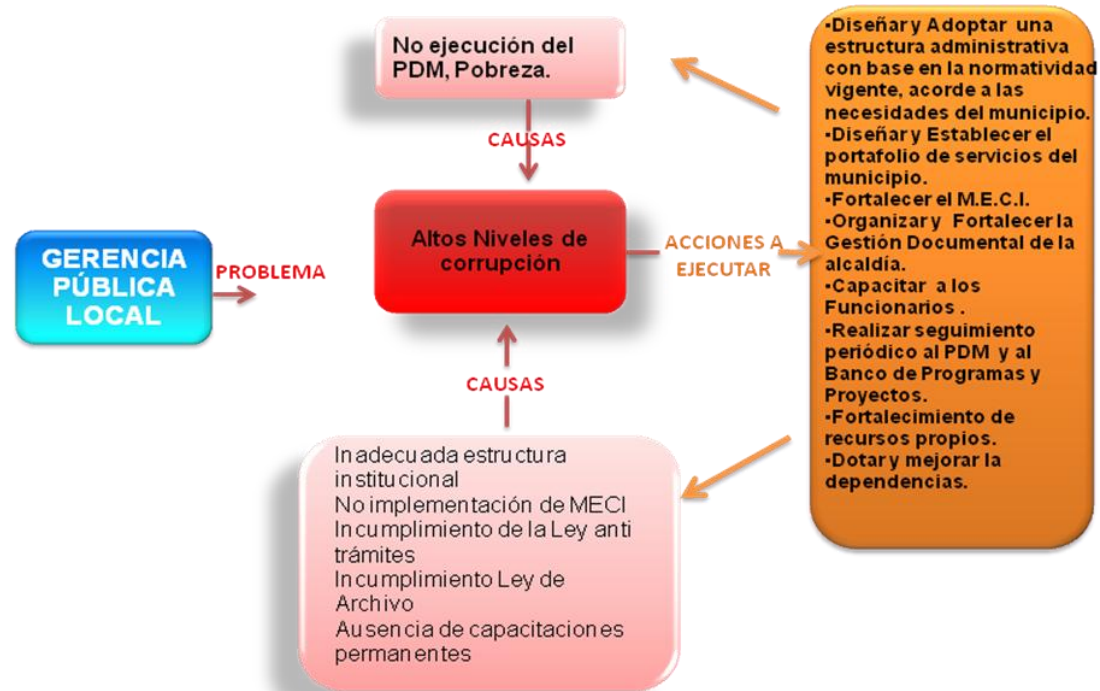 No ejecución del
PDM, Pobreza.
CAUSAS
GERENCIA
PÚBLICA
LOCAL
PROBLEMA
Altos Niveles de
corrupción
ACCIONES A
EJECUTAR
CAUSAS
Inadecuada estructura
institucional
No implementación de MECI
Incumplimiento de la Ley anti
trámites
Incumplimiento Ley de
Archivo
Ausencia de capacitaciones
permanentes
▪Diseñar y Adoptar una
estructura administrativa
con base en la normatividad
vigente, acorde a las
necesidades del municipio.
▪Diseñar y Establecer el
portafolio de servicios del
municipio.
▪Fortalecer el M.E.C.I.
▪Organizar y Fortalecer la
Gestión Documental de la
alcaldía.
▪Capacitar a los
Funcionarios .
▪Realizar seguimiento
periódico al PDM y al
Banco de Programas y
Proyectos.
▪Fortalecimiento de
recursos propios.
▪Dotar y mejorar la
dependencias.